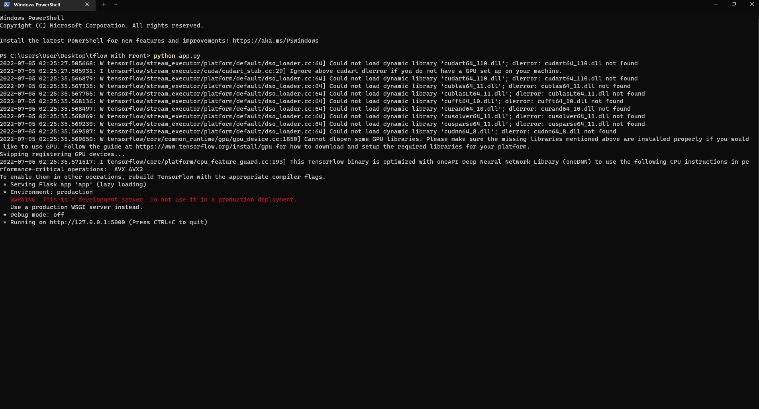 Windows PowerShell
Windows PowerShell
Copyright (C) Microsoft Corporation. All rights reserved.
Install the latest PowerShell for new features and improvements! https://aka.ms/PSWindows
PS C:\Users\User\Desktop\tflow with Front> python app.py
2022-07-05 02:25:27.505668: W tensorflow/stream_executor/platform/default/dso_loader.cc:64] Could not load dynamic library 'cudart64_110.dll'; dlerror: cudart64_110.dll not found
2022-07-05 02:25:27.505931: I tensorflow/stream_executor/cuda/cudart_stub.cc:29] Ignore above cudart dlerror if you do not have a GPU set up on your machine.
2022-07-05 02:25:35.566879: W tensorflow/stream_executor/platform/default/dso_loader.cc:64] Could not load dynamic library 'cudart64_110.dll'; dlerror: cudart64_110.dll not found
2022-07-05 02:25:35.567335: W tensorflow/stream_executor/platform/default/dso_loader.cc:64] Could not load dynamic library 'cublas64_11.dll'; dlerror: cublas64_11.dll not found
2022-07-05 02:25:35.567765: W tensorflow/stream_executor/platform/default/dso_loader.cc:64] Could not load dynamic library 'cublasLt64_11.dll'; dlerror: cublasLt64_11.dll not found
2022-07-05 02:25:35.568136: W tensorflow/stream_executor/platform/default/dso_loader.cc:64] Could not load dynamic library 'cufft64_10.dll'; dlerror: cufft64_10.dll not found
2022-07-05 02:25:35.568497: W tensorflow/stream_executor/platform/default/dso_loader.cc:64] Could not load dynamic library 'curand64_10.dll'; dlerror: curand64_10.dll not found
2022-07-05 02:25:35.568869: W tensorflow/stream_executor/platform/default/dso_loader.cc:64] Could not load dynamic library 'cusolver64_11.dll'; dlerror: cusolver64_11.dll not found
2022-07-05 02:25:35.569239: W tensorflow/stream_executor/platform/default/dso_loader.cc:64] Could not load dynamic library 'cusparse64_11.dll'; dlerror: cusparse64_11.dll not found
2022-07-05 02:25:35.569587: W tensorflow/stream_executor/platform/default/dso_loader.cc:64] Could not load dynamic library 'cudnn64_8.dll'; dlerror: cudnn64_8.dll not found
2022-07-05 02:25:35.569659: W tensorflow/core/common_runtime/gpu/gpu_device.cc:1850] Cannot dlopen some GPU libraries. Please make sure the missing libraries mentioned above are installed properly if you would
like to use GPU. Follow the guide at https://www.tensorflow.org/install/gpu for how to download and setup the required libraries for your platform.
Skipping registering GPU devices...
2022-07-05 02:25:35.571517: I tensorflow/core/platform/cpu_feature_guard.cc:193] This TensorFlow binary is optimized with oneAPI Deep Neural Network Library (oneDNN) to use the following CPU instructions in pe
rformance-critical operations:  AVX AVX2
To enable them in other operations, rebuild TensorFlow with the appropriate compiler flags.
* Serving Flask app 'app' (lazy loading)
* Environment: production
WARNING: This is a development server. Do not use it in a production deployment.
Use a production WSGI server instead.
* Debug mode: off
* Running on http://127.0.0.1:5000 (Press CTRL+C to quit)